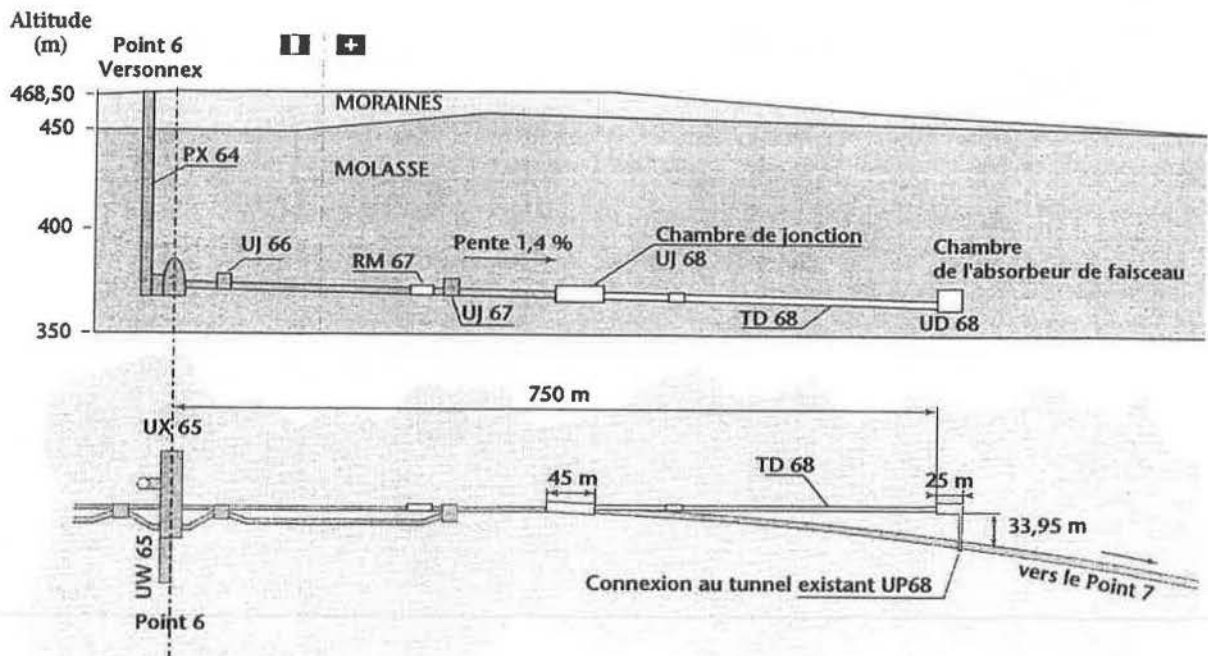 Altitude
(m)
Point 6
Versonnex
468,50
MORAINES
450
PX 64
MOLASSE
400
UJ 66
RM 67
Pente 1,4 %
Chambre de jonction
UJ 68
Chambre
de l'absorbeur de faisceau
UJ 67
TD 68
UD 68
350
750 m
UX 65
45 m
TD 68
25 m
33,95 m
UW 65
Connexion au tunnel existant UP68
vers le Point 7
Point 6